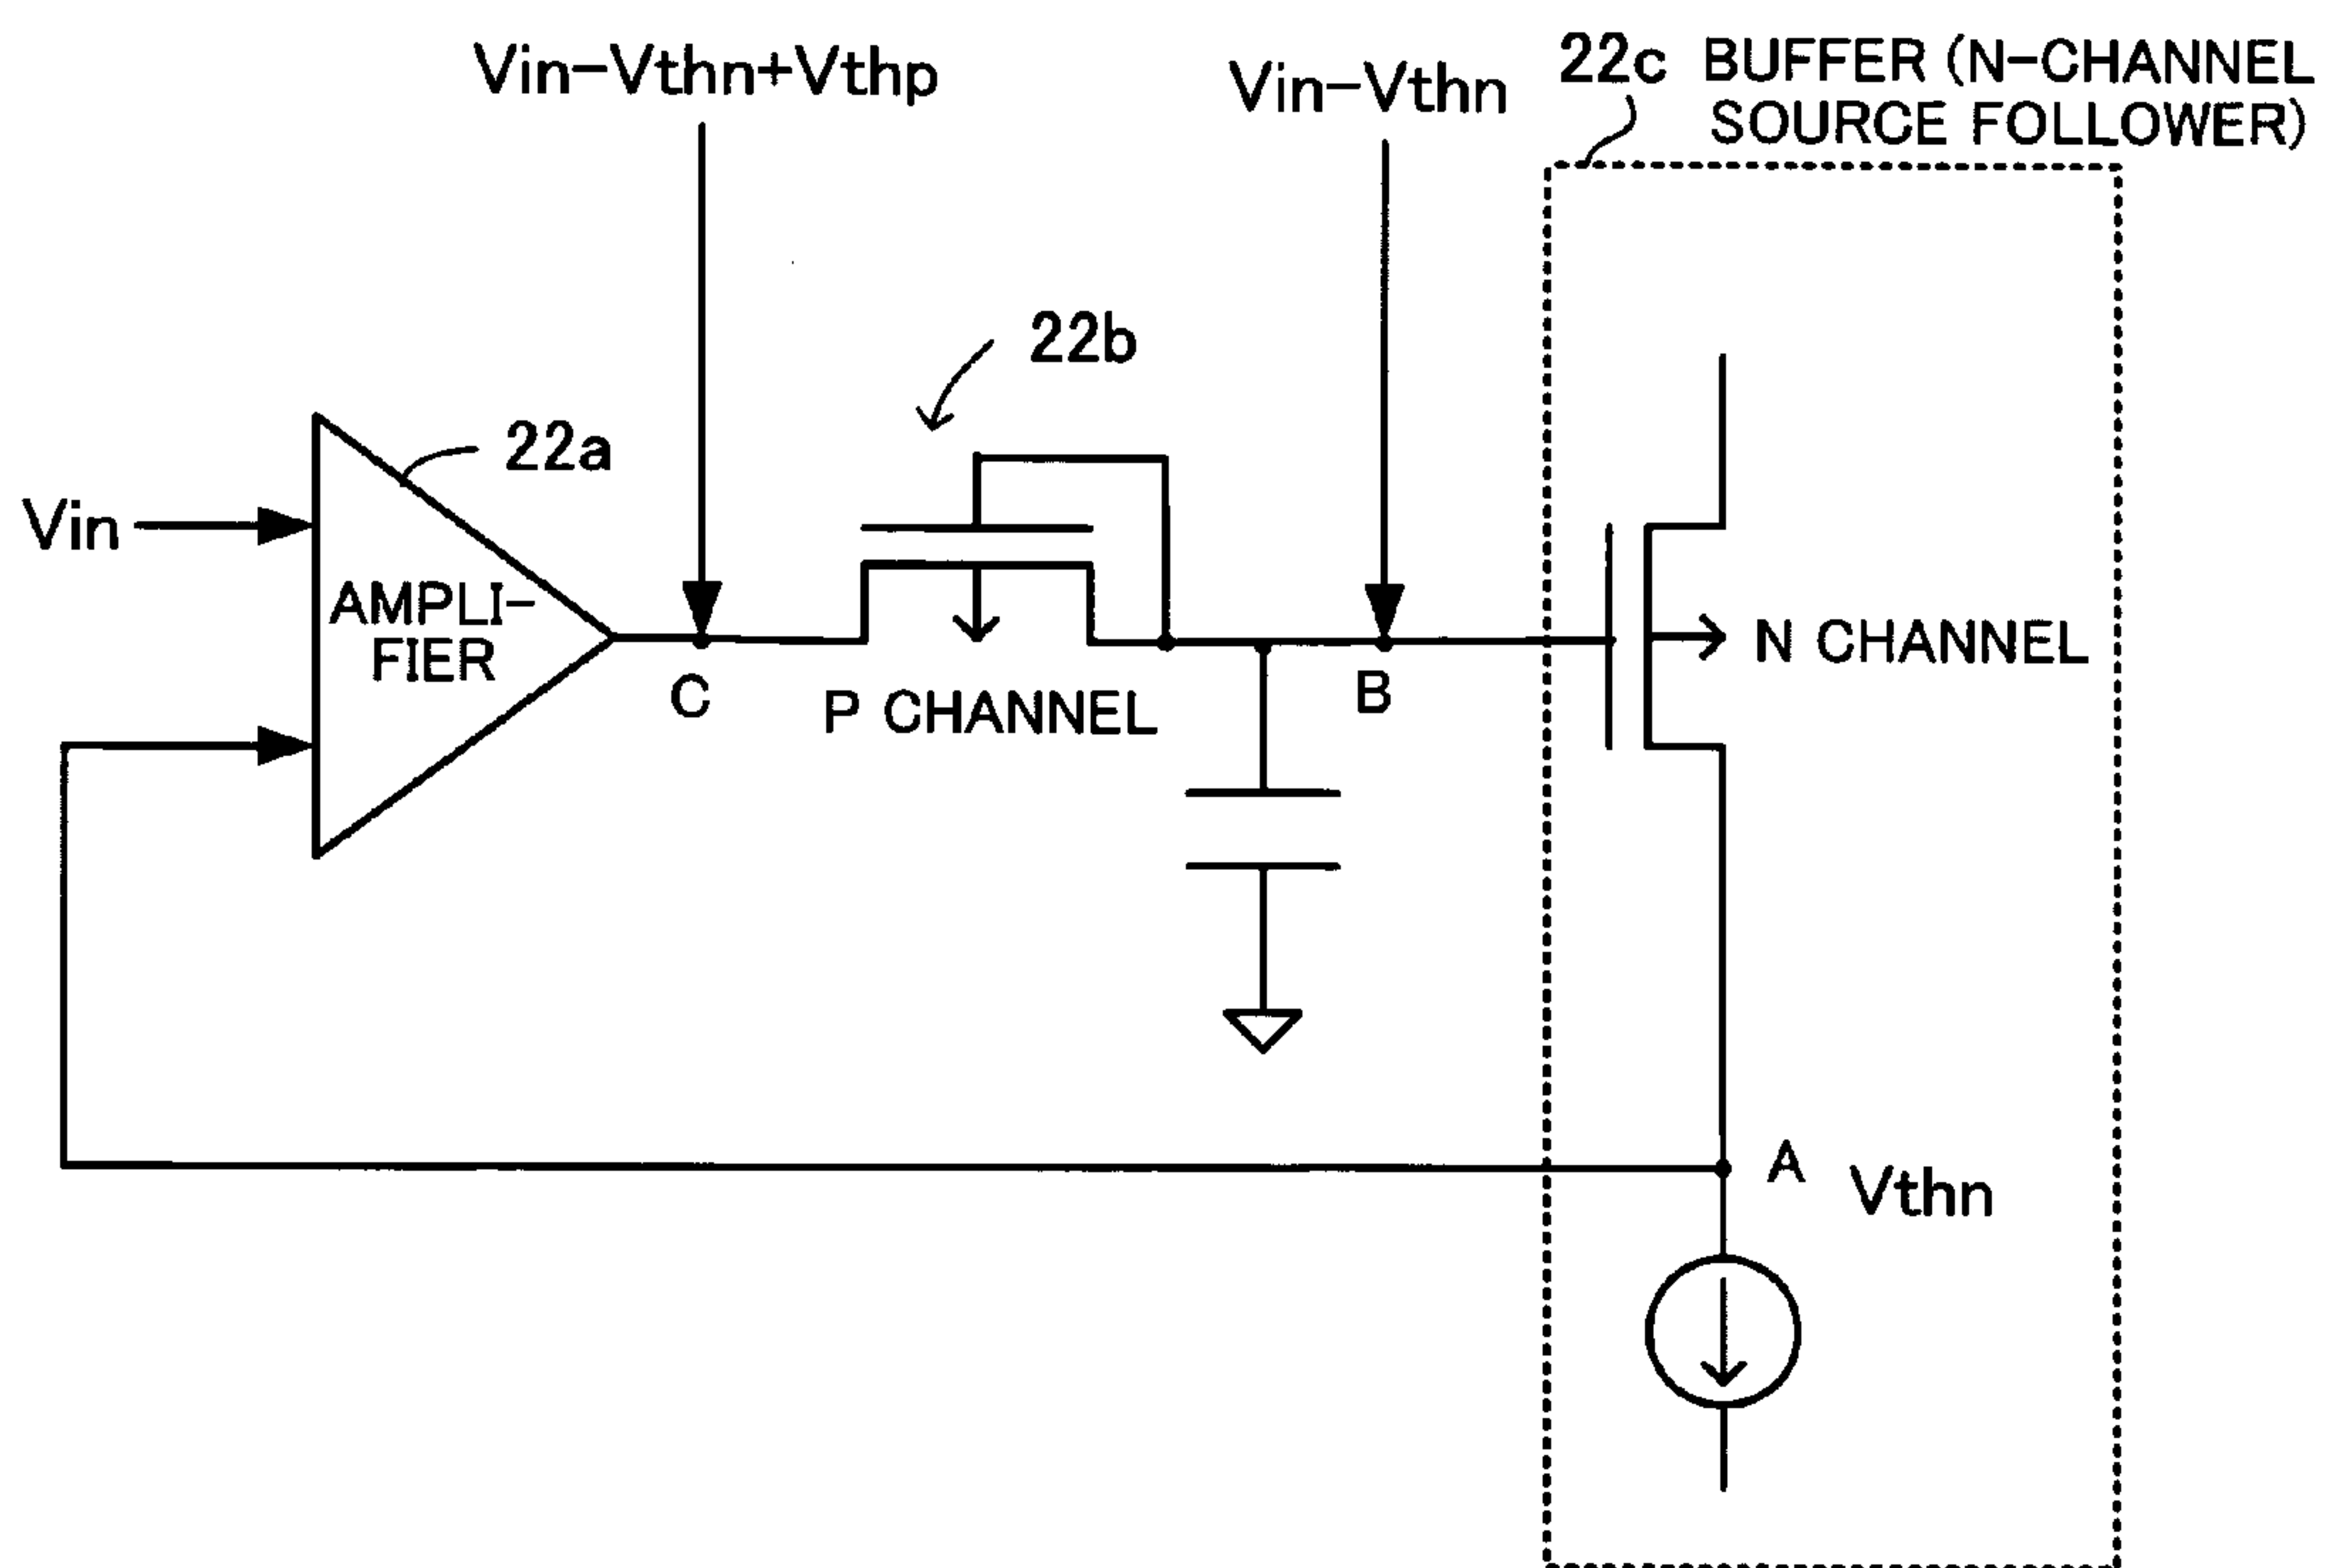 Vin-Vthn+Vthp
Vin-Vthn
22c BUFFER (N-CHANNEL
SOURCE FOLLOWER)
22b
22a
Vin
AMPLI-
FIER
C
P CHANNEL
B
N CHANNEL
A Vthn